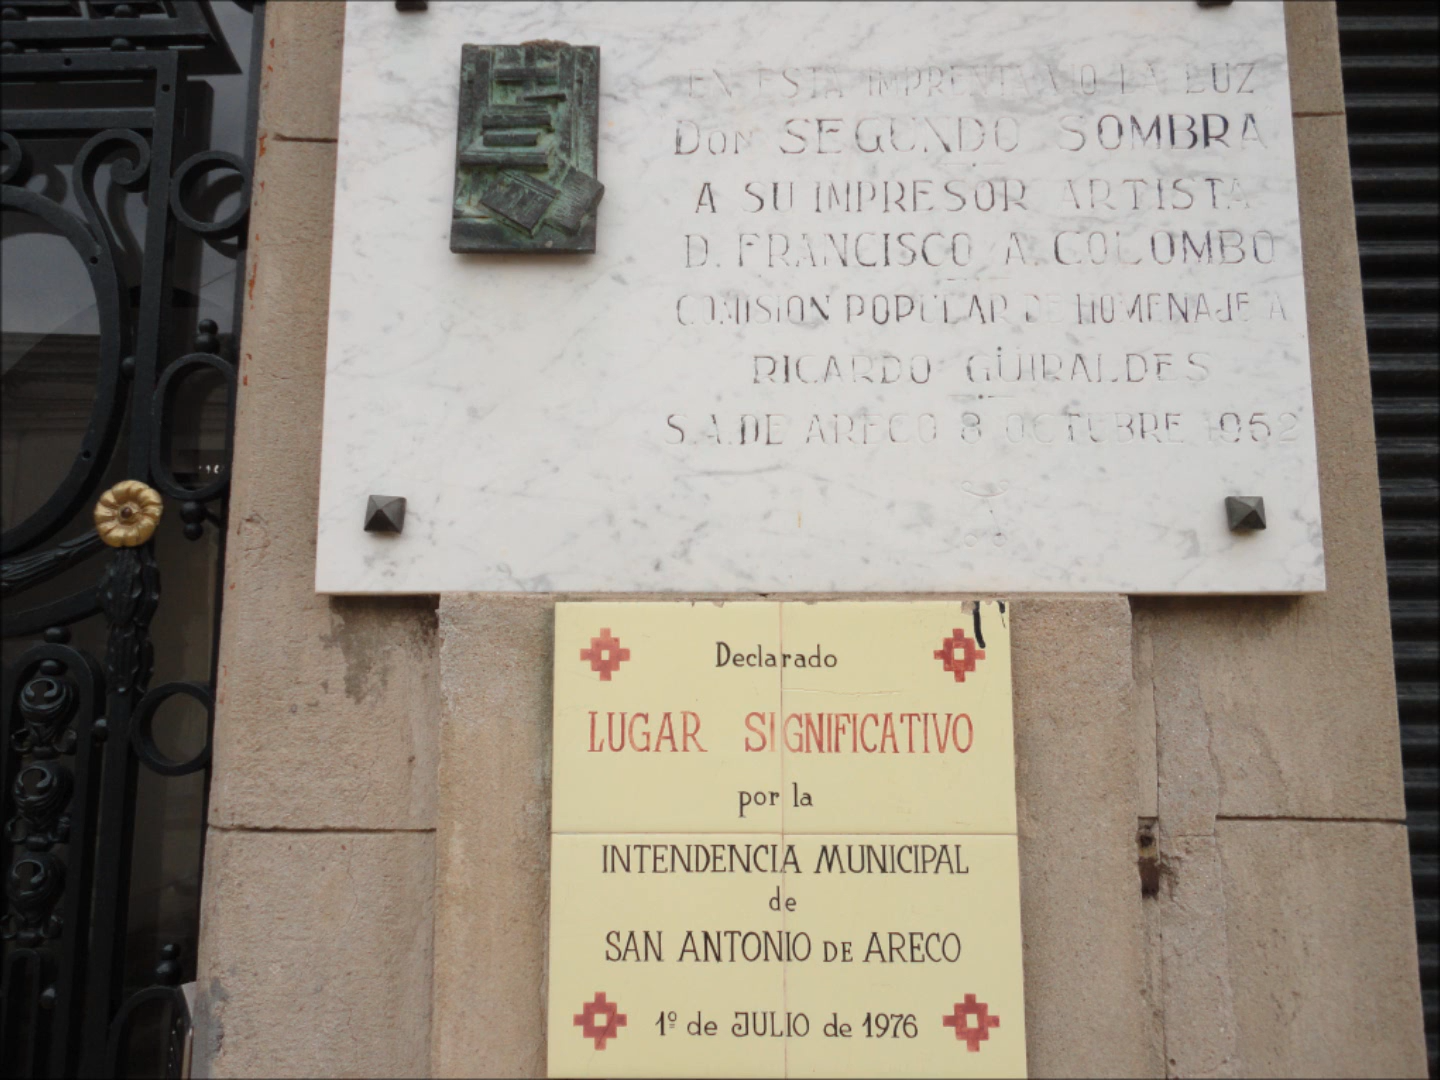 EN ESTA IMPRENTA VIO LA LUZ
DON SEGUNDO SOMBRA
A SU IMPRESOR ARTISTA
D. FRANCISCO A. COLOMBO
COMISION POPULAR DE HOMENAJE A
RICARDO GÜIRALDES
S.A. DE ARECO 8 OCTUBRE 1952
Declarado
LUGAR SIGNIFICATIVO
por la
INTENDENCIA MUNICIPAL
de
SAN ANTONIO DE ARECO
1º de JULIO de 1976